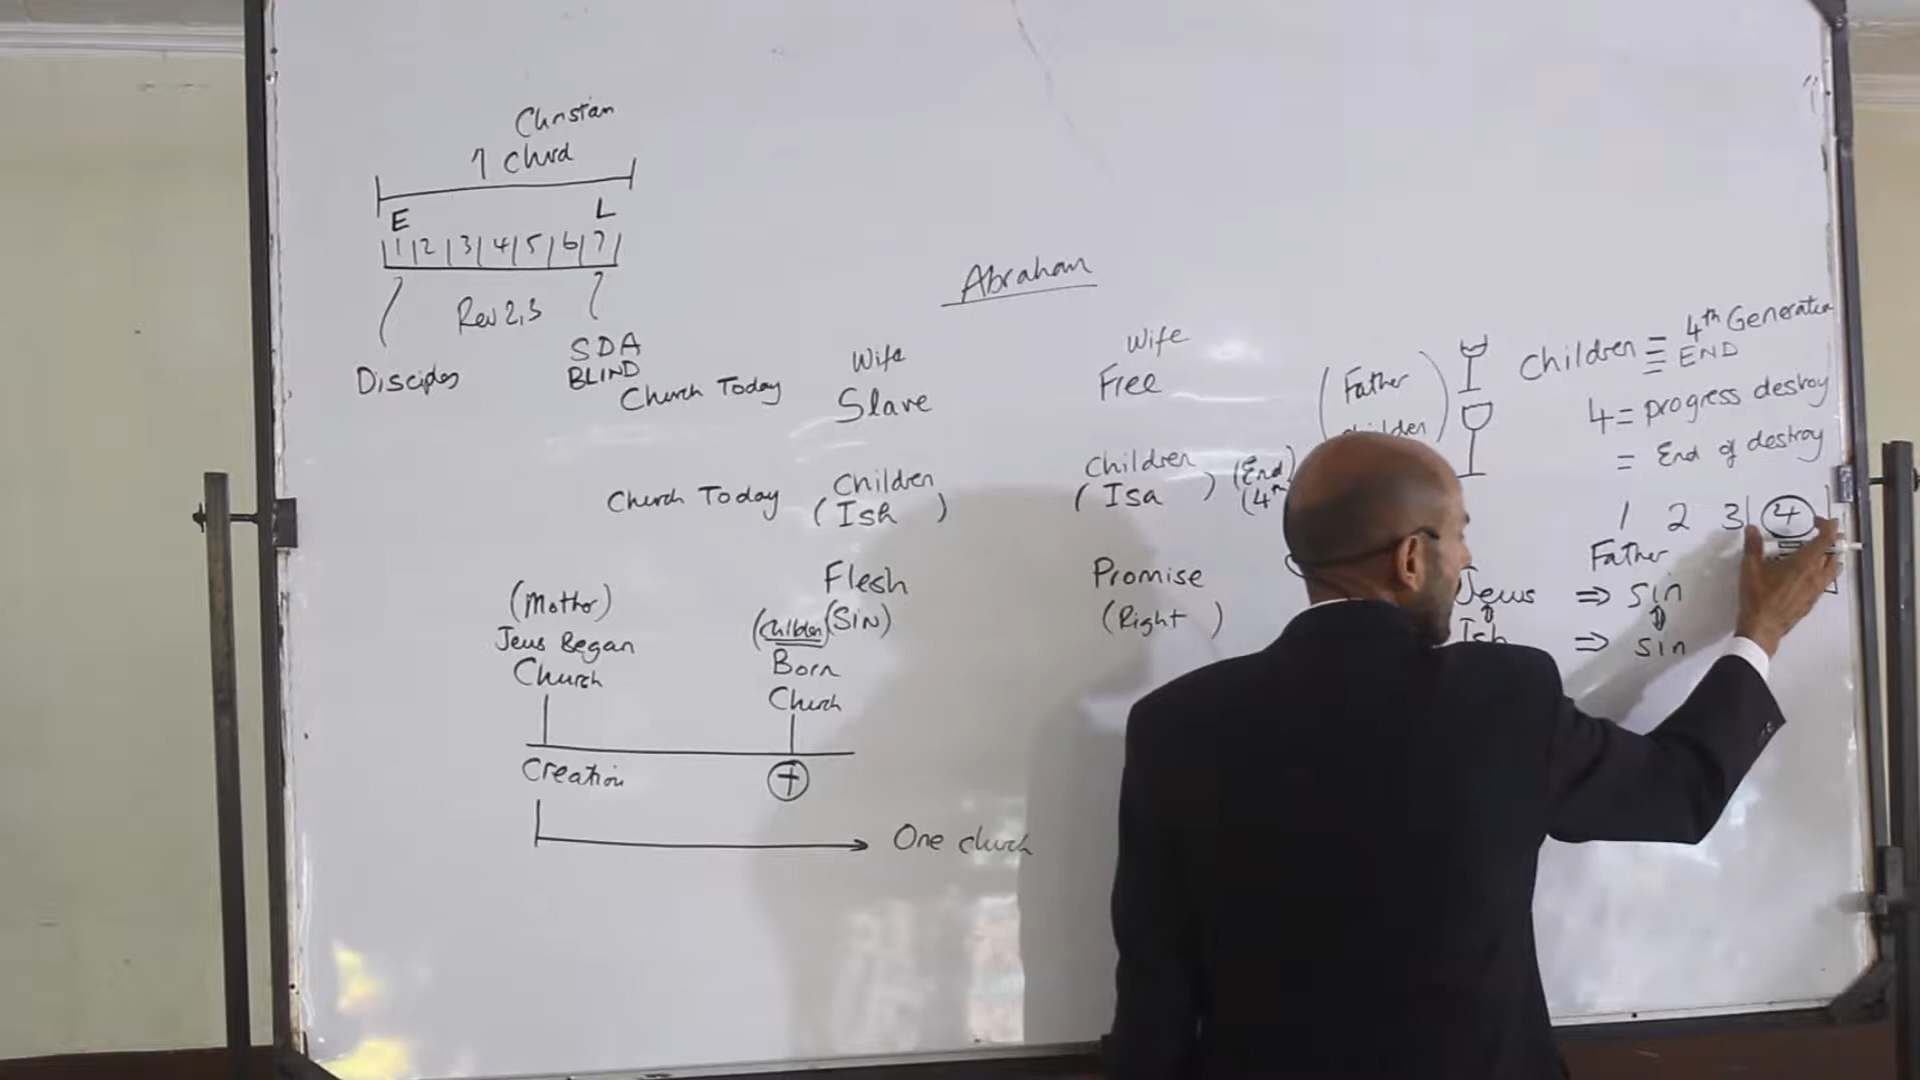 Christian
7 Church
E L
1 2 3 4 5 6 7
Rev 2,3
Disciples
SDA
BLIND
Church Today
Abraham
Wife
Slave
Wife
Free
(Father
children)
Children ≡ 4th Generation
END
4 = progress destroy
= End of destroy
Church Today
Children
(Ish)
Children
(Isa)
(End)
(4th
1 2 3 4
Father
Flesh
(SIN)
Promise
(Right)
Jews ⇒ sin
Ish ⇒ sin
(Mother)
Jews Began
Church
(Children)
Born
Church
Creation
One church